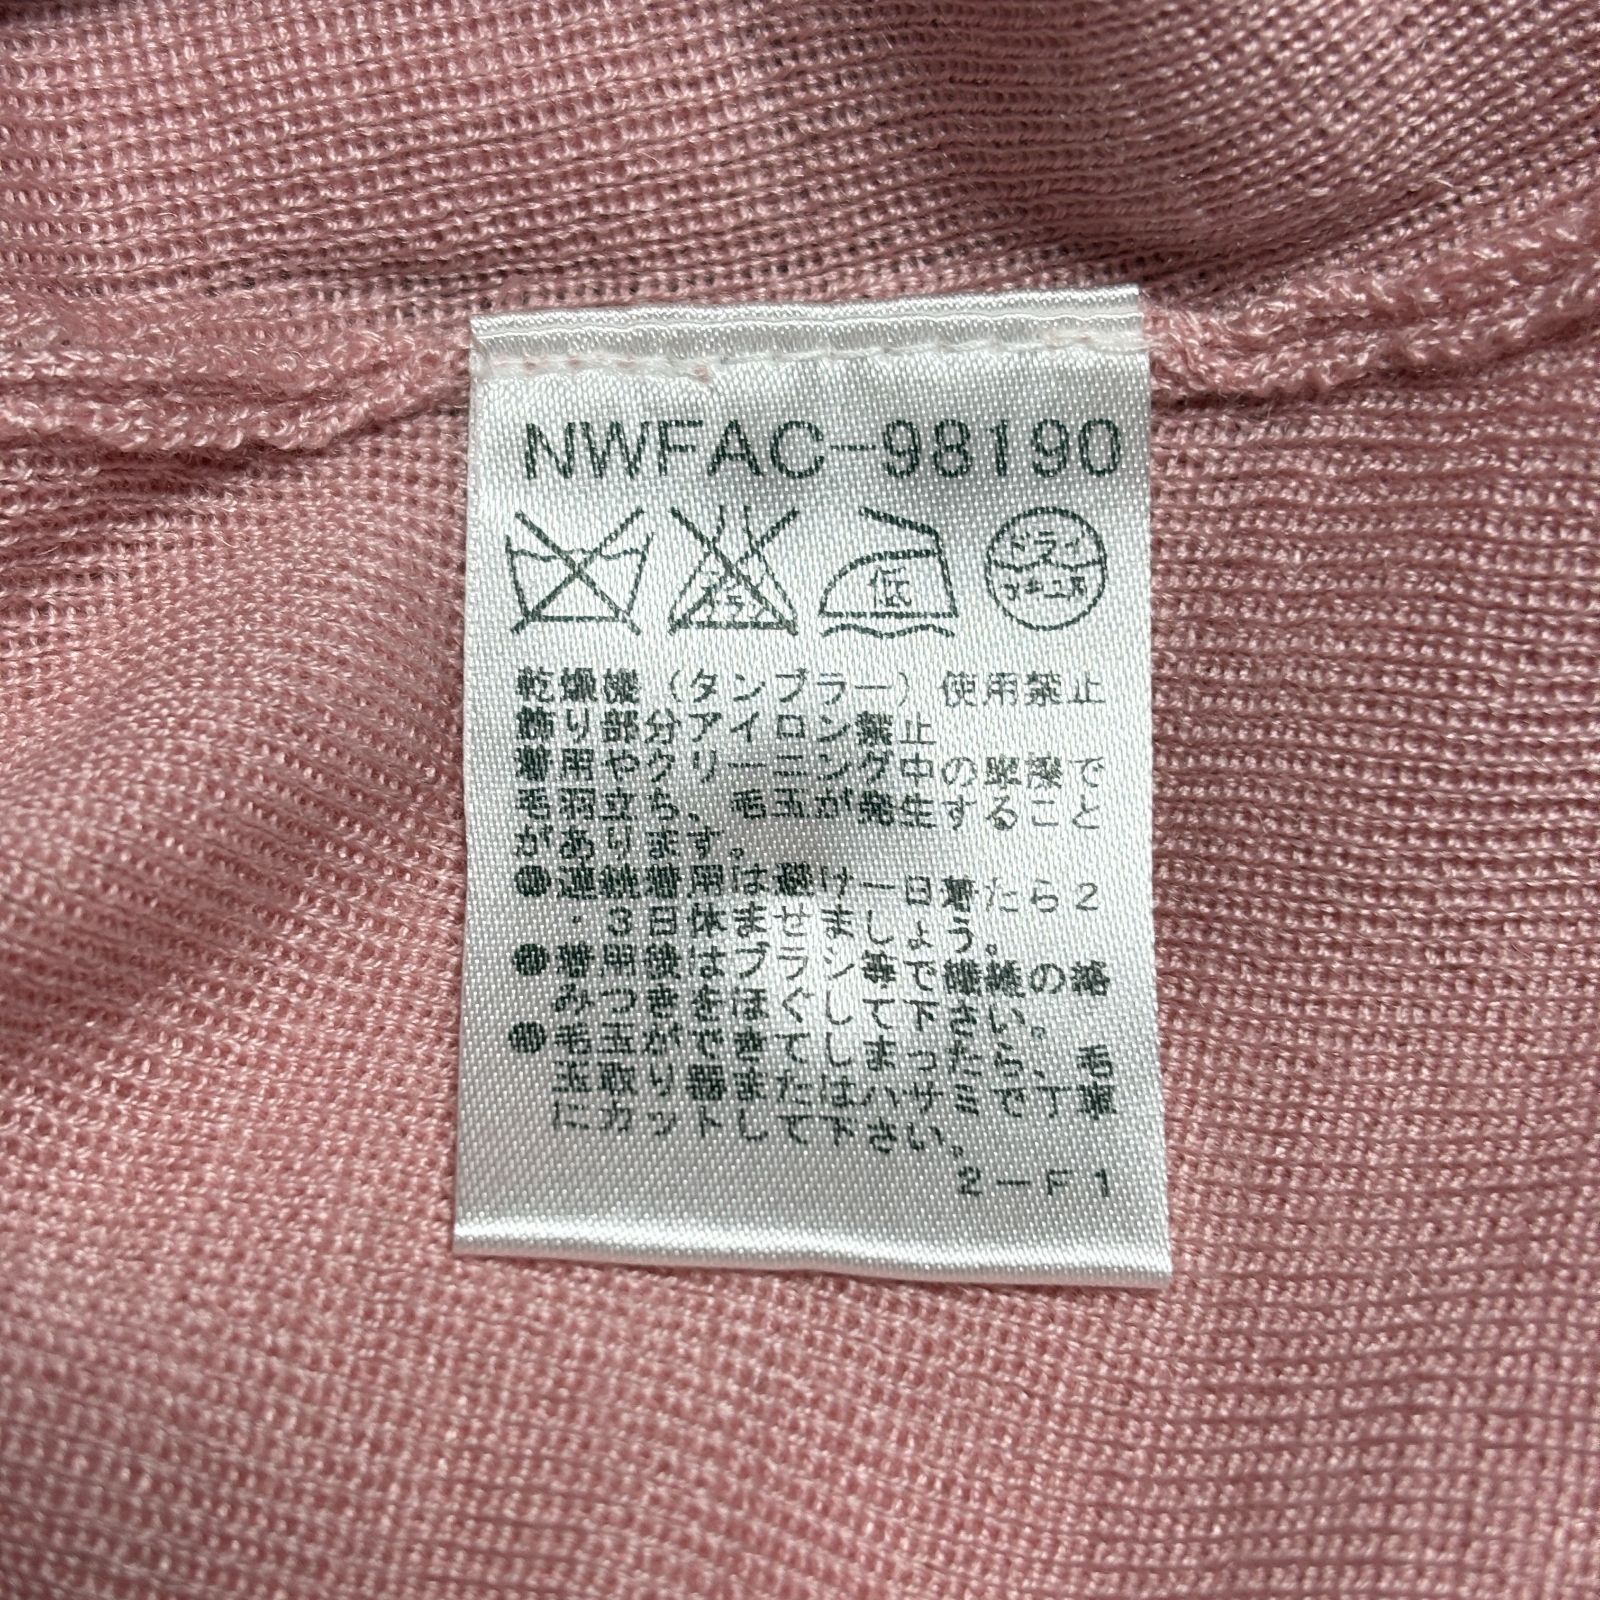 NWFAC-98190
エンソ
低
ドライ
セキユ系
乾燥機（タンブラー）使用禁止
飾り部分アイロン禁止
着用やクリーニング中の摩擦で
毛羽立ち、毛玉が発生すること
があります。
●連続着用は避け一日着たら2
・3日休ませましょう。
●着用後はブラシ等で繊維の絡
みつきをほぐして下さい。
●毛玉ができてしまったら、毛
玉取り器またはハサミで丁寧
にカットして下さい。
2-F1